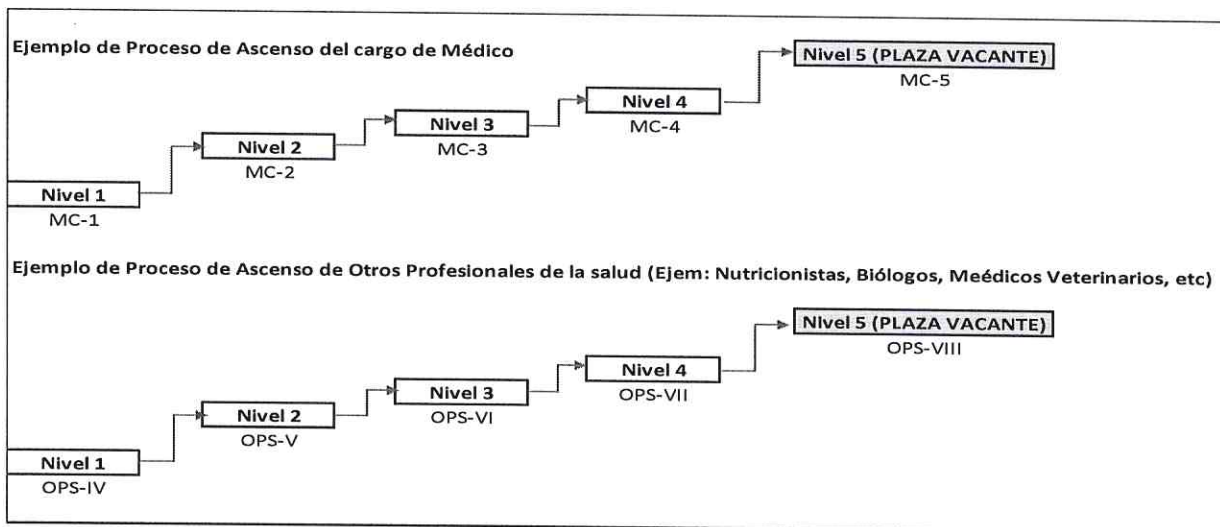 Ejemplo de Proceso de Ascenso del cargo de Médico
Nivel 5 (PLAZA VACANTE)
MC-5
Nivel 4
MC-4
Nivel 3
MC-3
Nivel 2
MC-2
Nivel 1
MC-1
Ejemplo de Proceso de Ascenso de Otros Profesionales de la salud (Ejem: Nutricionistas, Biólogos, Meédicos Veterinarios, etc)
Nivel 5 (PLAZA VACANTE)
OPS-VIII
Nivel 4
OPS-VII
Nivel 3
OPS-VI
Nivel 2
OPS-V
Nivel 1
OPS-IV